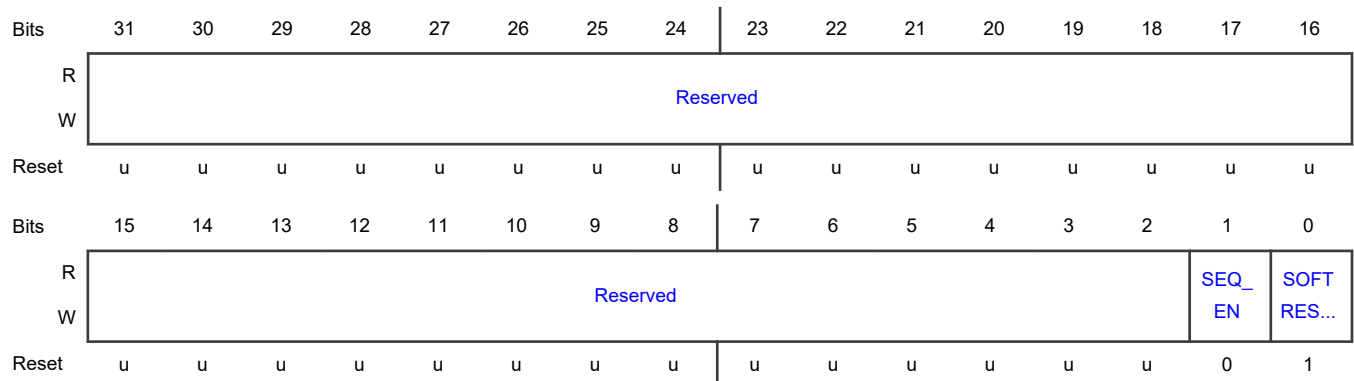 Bits 31 30 29 28 27 26 25 24 23 22 21 20 19 18 17 16
R
Reserved
W
Reset u u u u u u u u u u u u u u u u
Bits 15 14 13 12 11 10 9 8 7 6 5 4 3 2 1 0
R SEQ_ SOFT
Reserved
W EN RES...
Reset u u u u u u u u u u u u u u 0 1